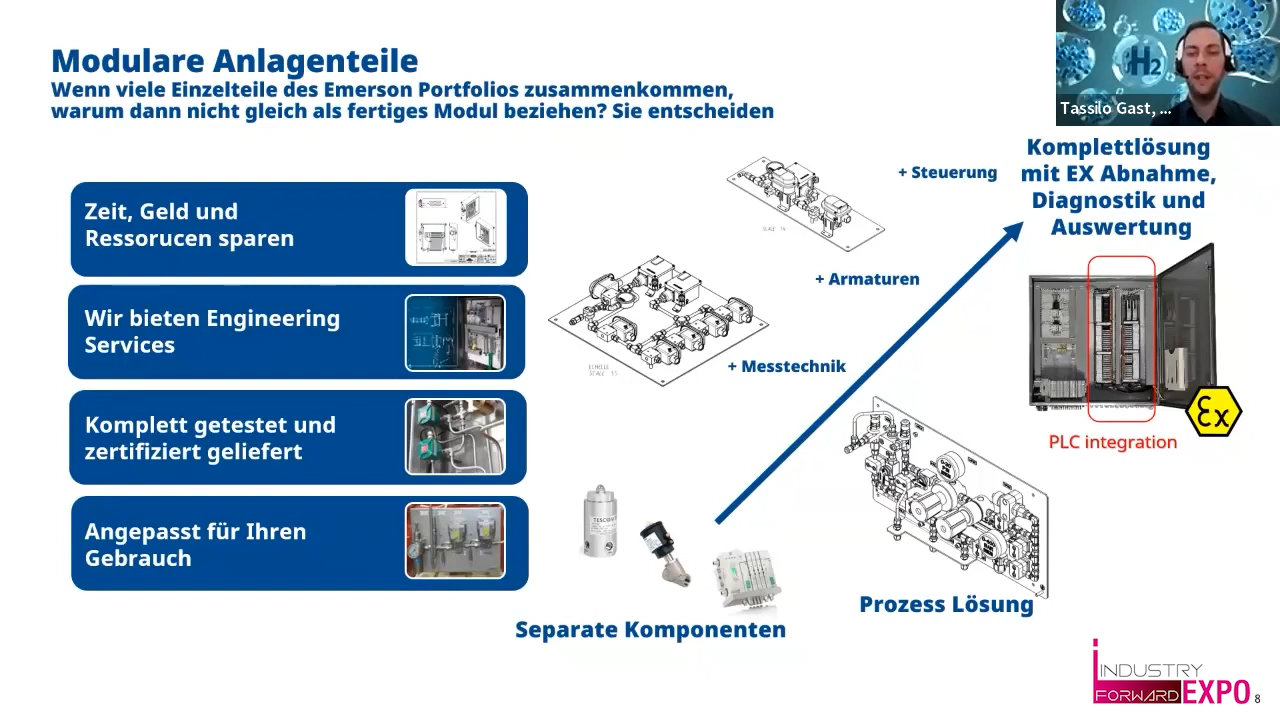 Modulare Anlagenteile
Wenn viele Einzelteile des Emerson Portfolios zusammenkommen,
warum dann nicht gleich als fertiges Modul beziehen? Sie entscheiden
H2
Tassilo Gast, ...
Zeit, Geld und
Ressorucen sparen
Wir bieten Engineering
Services
Komplett getestet und
zertifiziert geliefert
Angepasst für Ihren
Gebrauch
+ Steuerung
+ Armaturen
+ Messtechnik
Komplettlösung
mit EX Abnahme,
Diagnostik und
Auswertung
Ex
PLC integration
TESCOM
Separate Komponenten
Prozess Lösung
INDUSTRY
FORWARD EXPO
8